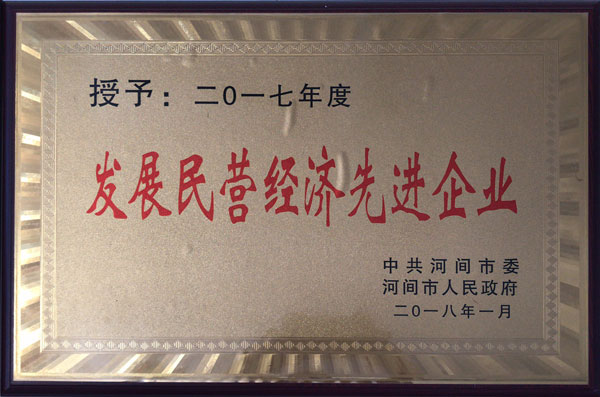 授予：二0一七年度
发展民营经济先进企业
中共河间市委
河间市人民政府
二0一八年一月